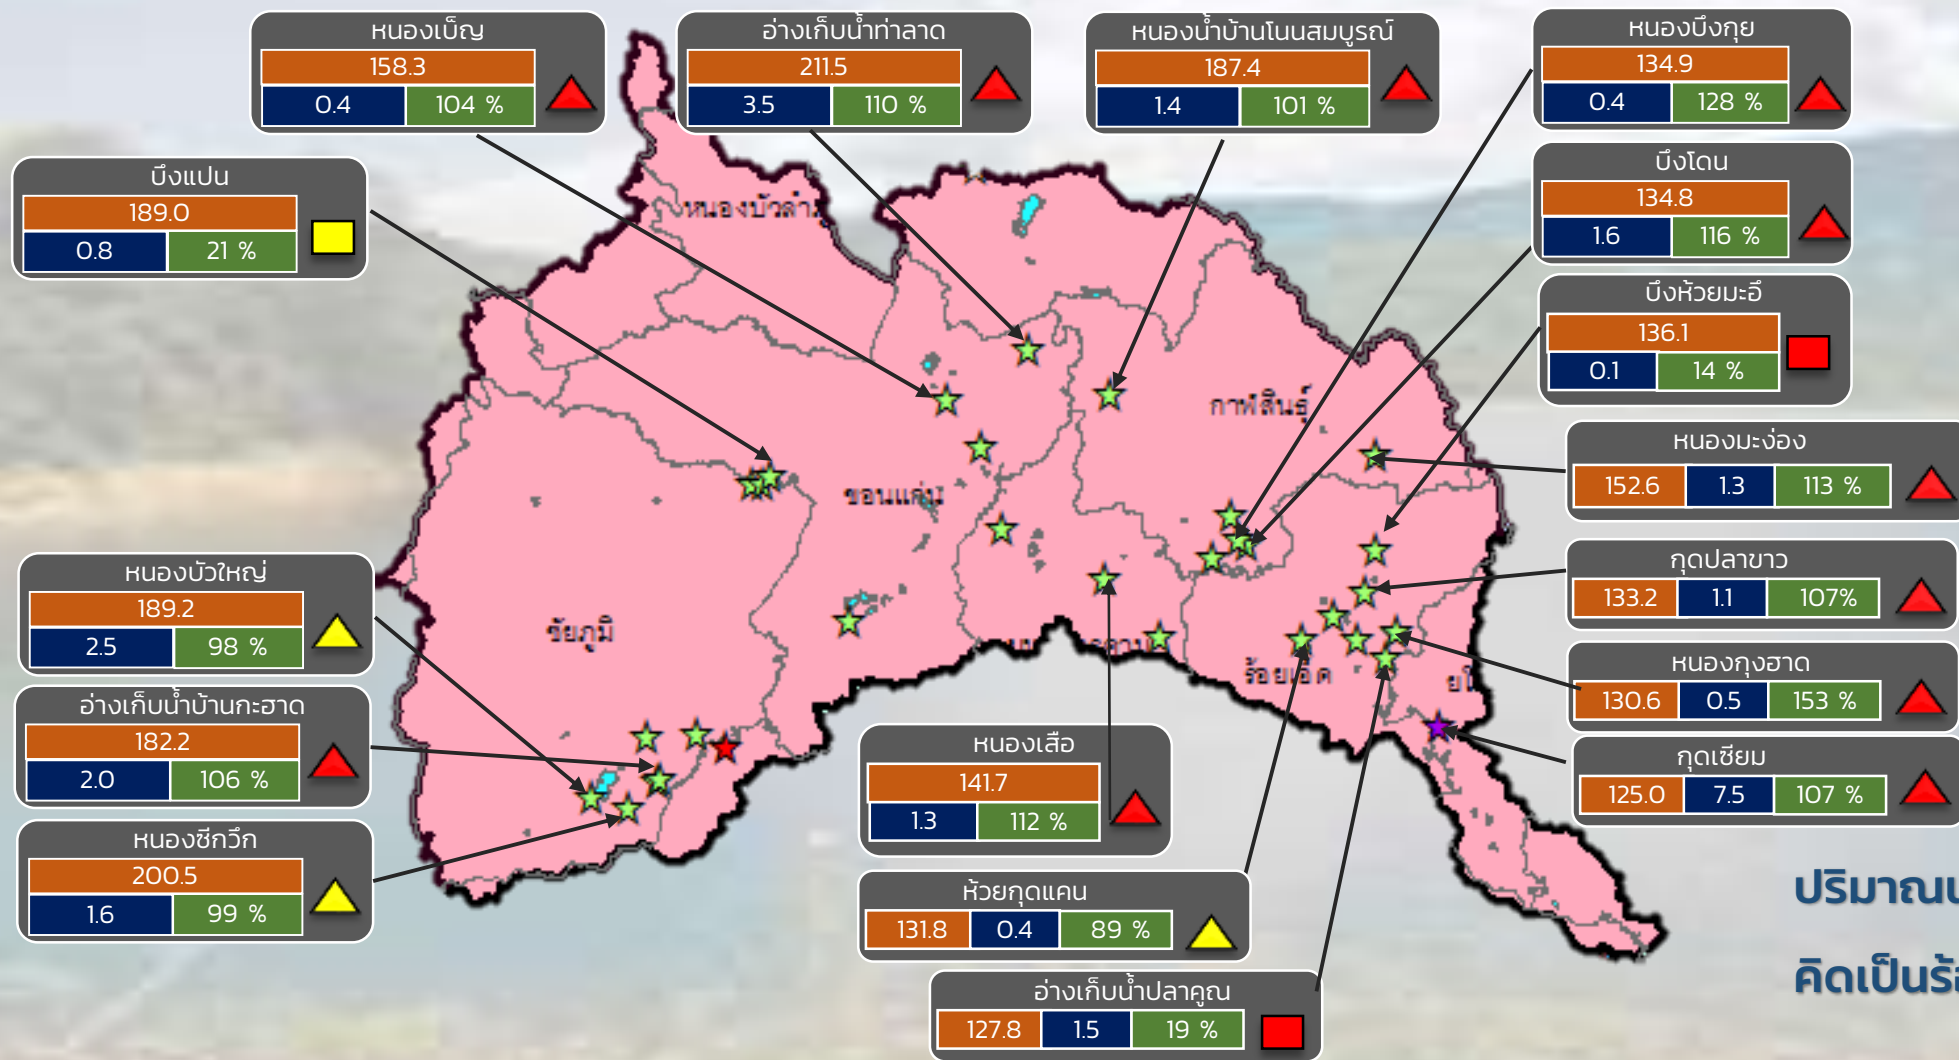 หนองเบ็ญ
158.3
0.4 104 %
อ่างเก็บน้ำท่าลาด
211.5
3.5 110 %
หนองน้ำบ้านโนนสมบูรณ์
187.4
1.4 101 %
หนองบึงกุย
134.9
0.4 128 %
บึงโดน
134.8
1.6 116 %
บึงแปน
189.0
0.8 21 %
บึงห้วยมะอึ
136.1
0.1 14 %
หนองมะง่อง
152.6 1.3 113 %
กุดปลาขาว
133.2 1.1 107%
หนองกุงฮาด
130.6 0.5 153 %
กุดเซียม
125.0 7.5 107 %
หนองบัวใหญ่
189.2
2.5 98 %
อ่างเก็บน้ำบ้านกะฮาด
182.2
2.0 106 %
หนองซีกวึก
200.5
1.6 99 %
หนองเสือ
141.7
1.3 112 %
ห้วยกุดแคน
131.8 0.4 89 %
อ่างเก็บน้ำปลาคูณ
127.8 1.5 19 %
หนองบัวลำภ
กาฬสินธุ์
ขอนแก่น
ชัยภูมิ
ร้อยเอ็ด
ปริมาณ
คิดเป็น